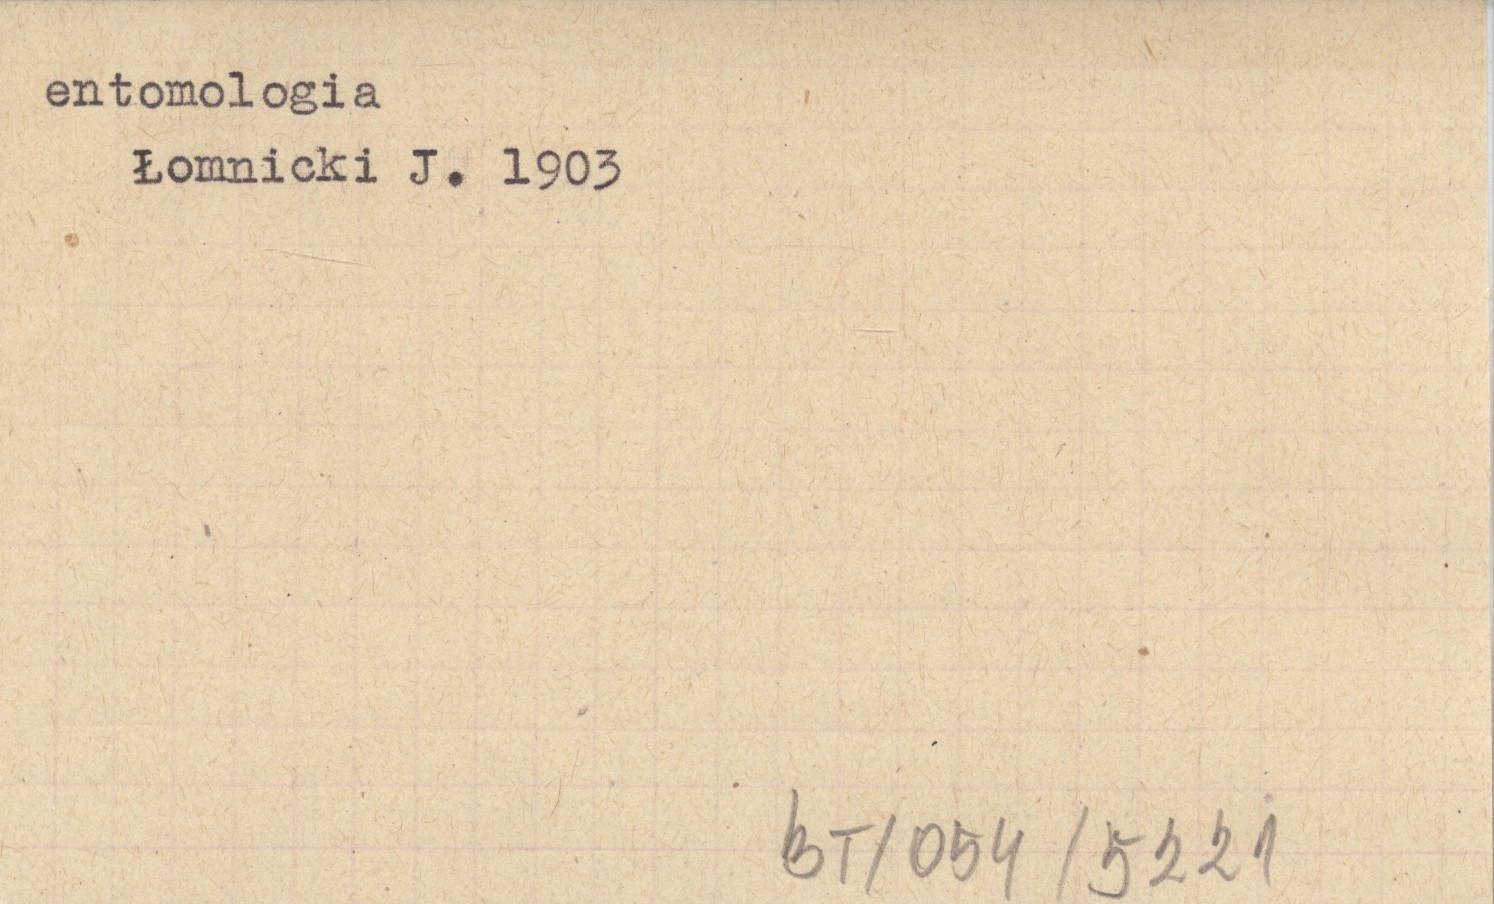 entomologia
Łomnicki J. 1903
BT/054/5221